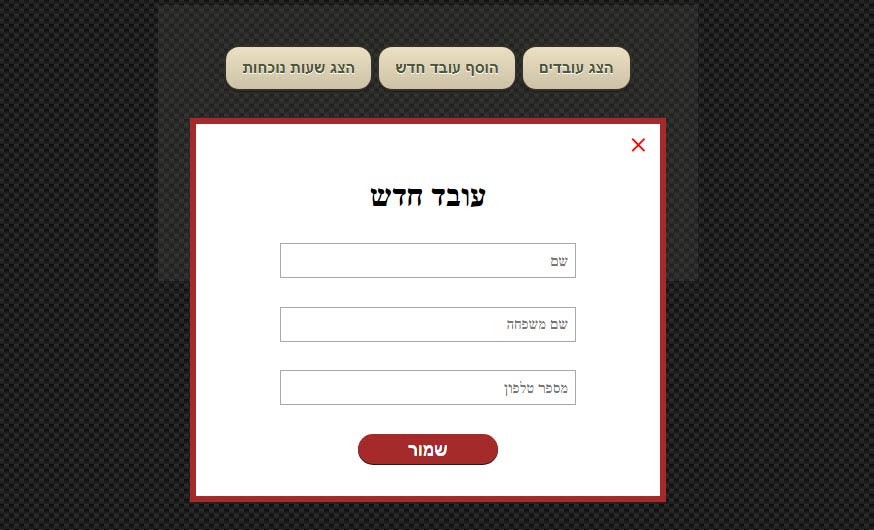 הצג עובדים
הוסף עובד חדש
הצג שעות נוכחות
עובד חדש
שם
שם משפחה
מספר טלפון
שמור